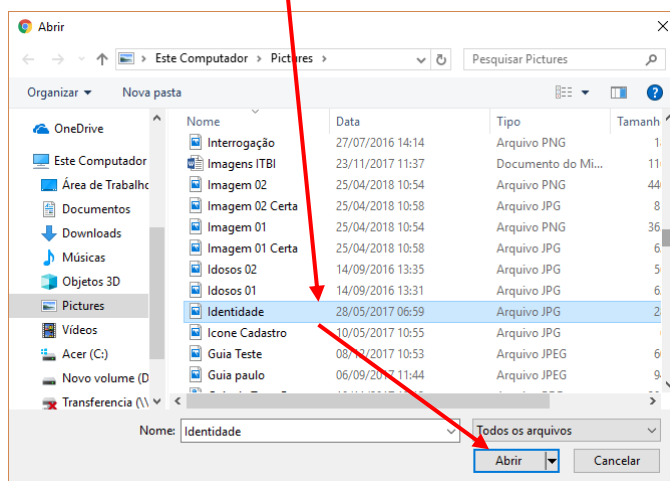 Abrir
Este Computador > Pictures >
Pesquisar Pictures
Organizar
Nova pasta
Nome Data Tipo Tamanh
OneDrive
Este Computador
Área de Trabalho
Documentos
Downloads
Músicas
Objetos 3D
Pictures
Vídeos
Acer (C:)
Novo volume (D
Transferencia (\\
Interrogação 27/07/2016 14:14 Arquivo PNG
Imagens ITBI 23/11/2017 11:37 Documento do Mi...
Imagem 02 25/04/2018 10:54 Arquivo PNG
Imagem 02 Certa 25/04/2018 10:58 Arquivo JPG
Imagem 01 25/04/2018 10:54 Arquivo PNG
Imagem 01 Certa 25/04/2018 10:58 Arquivo JPG
Idosos 02 14/09/2016 13:35 Arquivo JPG
Idosos 01 14/09/2016 13:31 Arquivo JPG
Identidade 28/05/2017 06:59 Arquivo JPG
Icone Cadastro 10/05/2017 10:55 Arquivo JPG
Guia Teste 10:53 Arquivo JPEG
Guia paulo 06/09/2017 11:44 Arquivo JPEG
Nome: Identidade
Todos os arquivos
Abrir
Cancelar